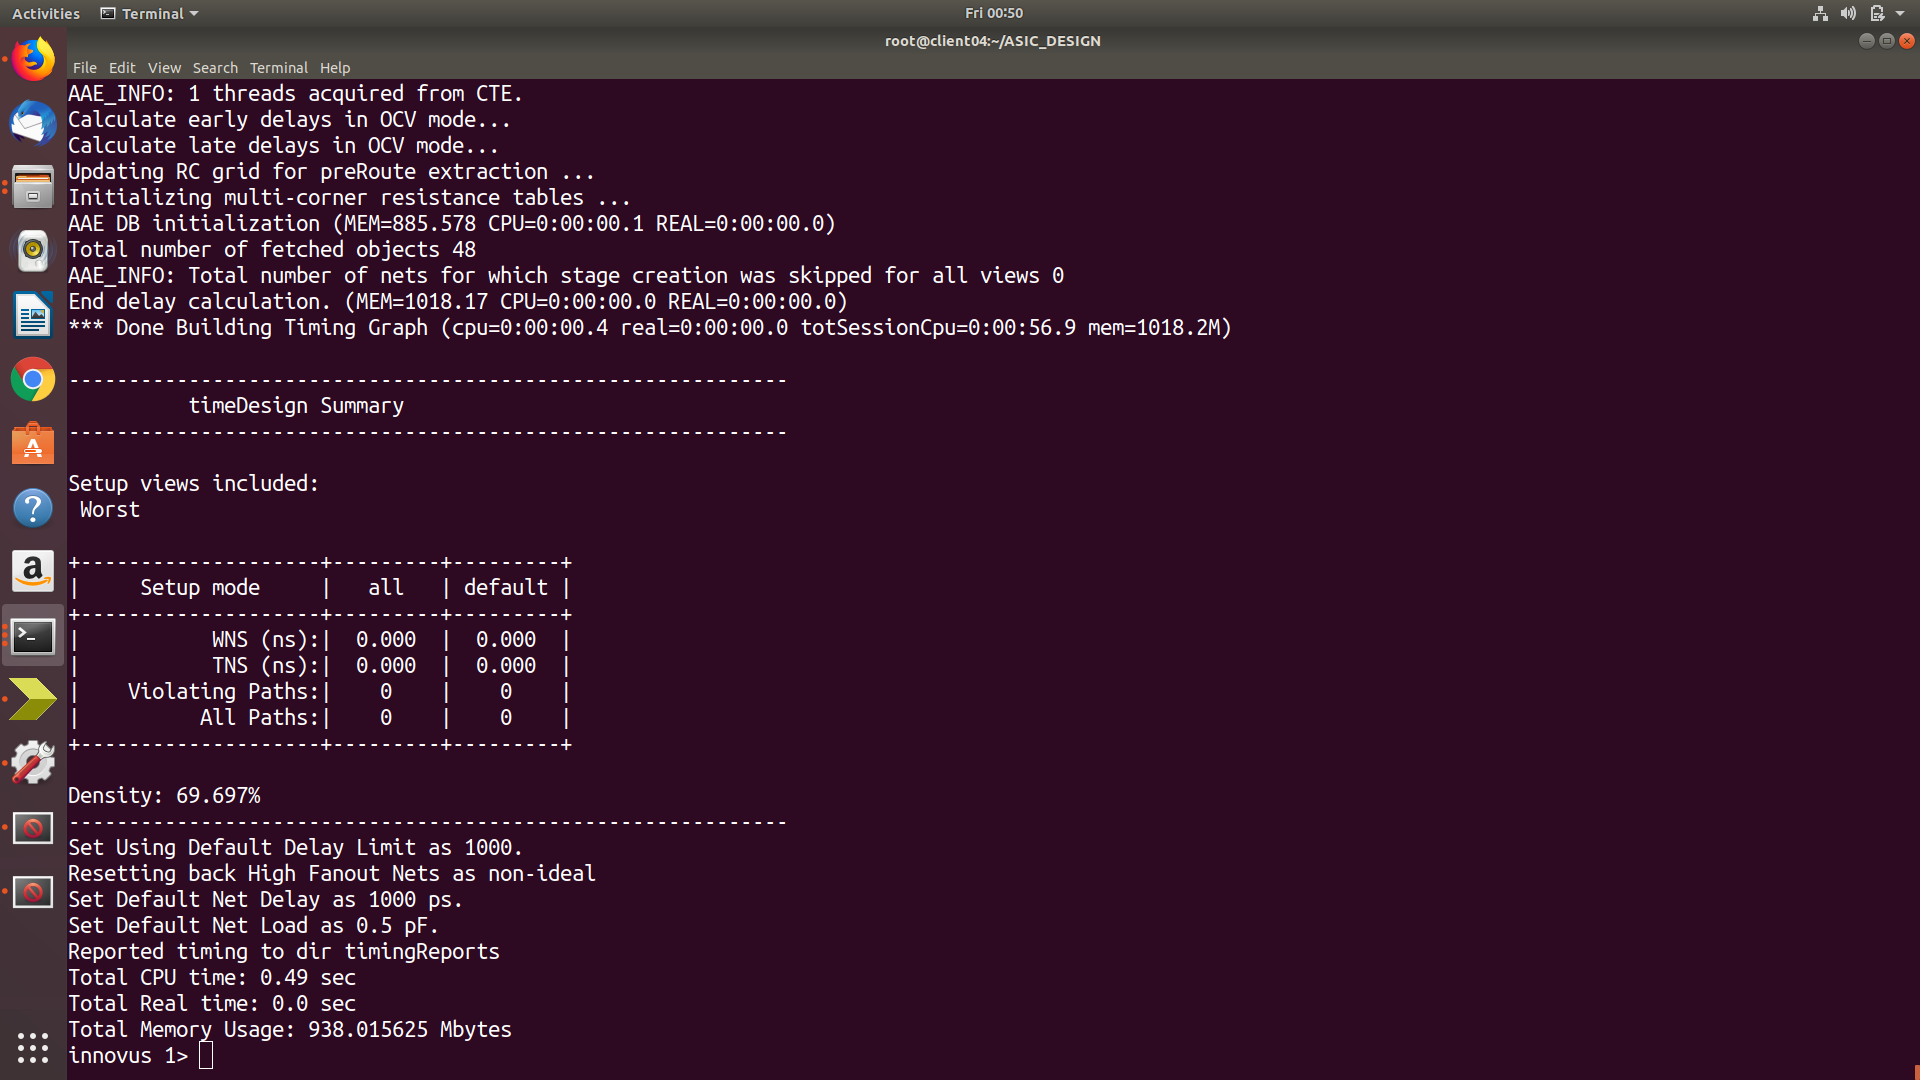 Activities Terminal Fri 00:50
root@client04:~/ASIC_DESIGN
File Edit View Search Terminal Help
AAE_INFO: 1 threads acquired from CTE.
Calculate early delays in OCV mode...
Calculate late delays in OCV mode...
Updating RC grid for preRoute extraction ...
Initializing multi-corner resistance tables ...
AAE DB initialization (MEM=885.578 CPU=0:00:00.1 REAL=0:00:00.0)
Total number of fetched objects 48
AAE_INFO: Total number of nets for which stage creation was skipped for all views 0
End delay calculation. (MEM=1018.17 CPU=0:00:00.0 REAL=0:00:00.0)
*** Done Building Timing Graph (cpu=0:00:00.4 real=0:00:00.0 totSessionCpu=0:00:56.9 mem=1018.2M)
------------------------------------------------------------
          timeDesign Summary
------------------------------------------------------------
Setup views included:
 Worst
+--------------------+---------+---------+
|     Setup mode     |   all   | default |
+--------------------+---------+---------+
|           WNS (ns):|  0.000  |  0.000  |
|           TNS (ns):|  0.000  |  0.000  |
|    Violating Paths:|    0    |    0    |
|          All Paths:|    0    |    0    |
+--------------------+---------+---------+
Density: 69.697%
------------------------------------------------------------
Set Using Default Delay Limit as 1000.
Resetting back High Fanout Nets as non-ideal
Set Default Net Delay as 1000 ps.
Set Default Net Load as 0.5 pF.
Reported timing to dir timingReports
Total CPU time: 0.49 sec
Total Real time: 0.0 sec
Total Memory Usage: 938.015625 Mbytes
innovus 1>